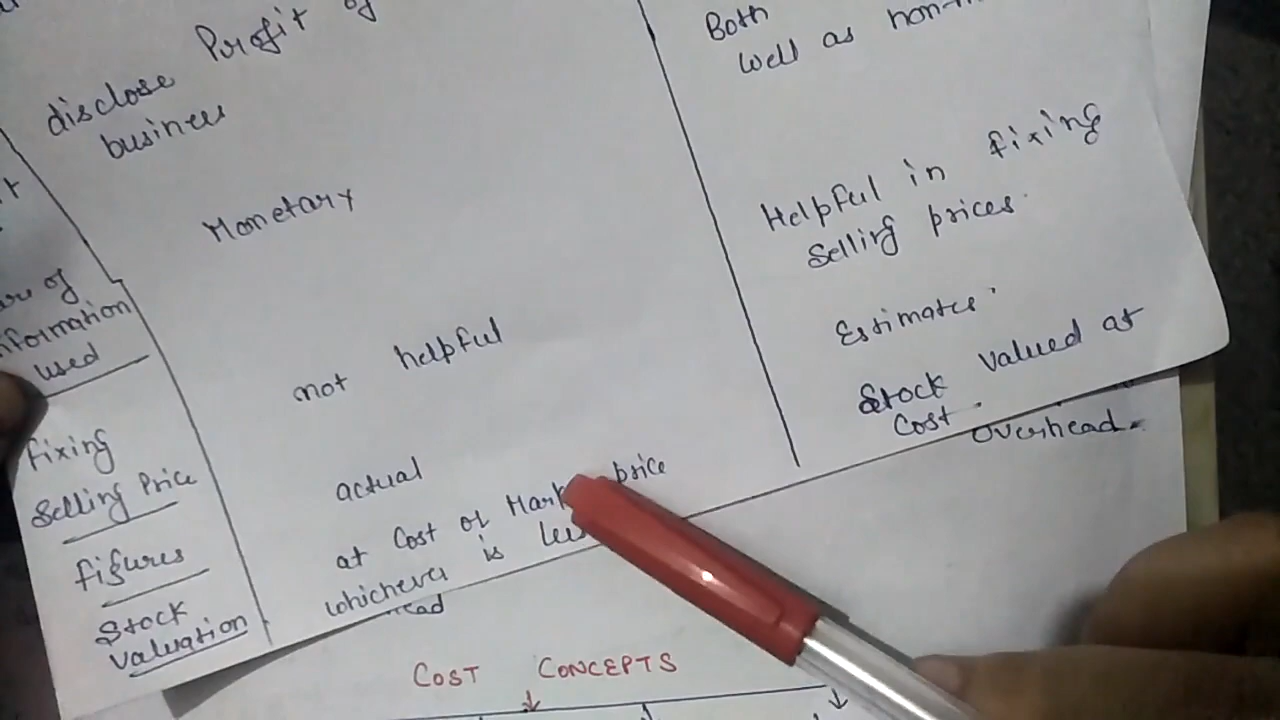 disclose Profit of
business
Both
well as non-
Monetary
of
information
used
Helpful in fixing
Selling prices.
not helpful
Estimates.
fixing
Selling Price
actual
Stock valued at
cost.
figures
at Cost or Mark price
whichever is
Stock
Valuation
overhead.
COST CONCEPTS